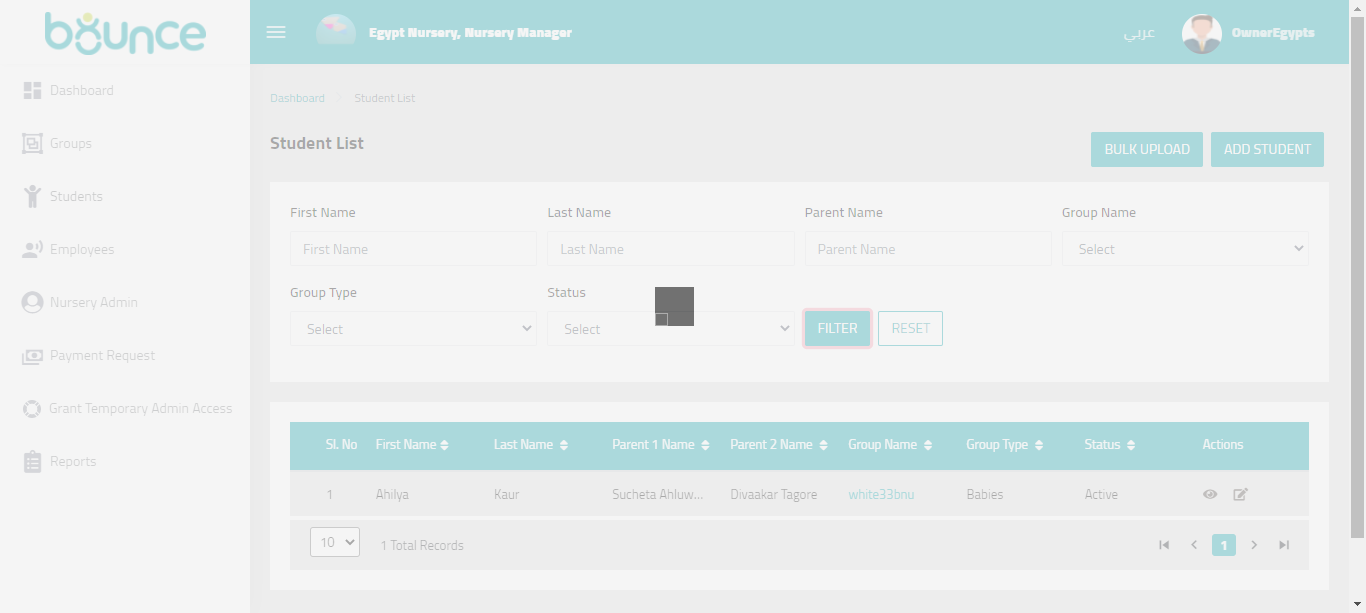 bounce
Egypt Nursery, Nursery Manager
عربي
OwnerEgypts
Dashboard
Groups
Students
Employees
Nursery Admin
Payment Request
Grant Temporary Admin Access
Reports
Dashboard > Student List
Student List
BULK UPLOAD
ADD STUDENT
First Name
Last Name
Parent Name
Group Name
First Name
Last Name
Parent Name
Select
Group Type
Status
Select
Select
FILTER
RESET
Sl. No First Name Last Name Parent 1 Name Parent 2 Name Group Name Group Type Status Actions
1 Ahilya Kaur Sucheta Ahluw... Divaakar Tagore white33bnu Babies Active
10 1 Total Records 1